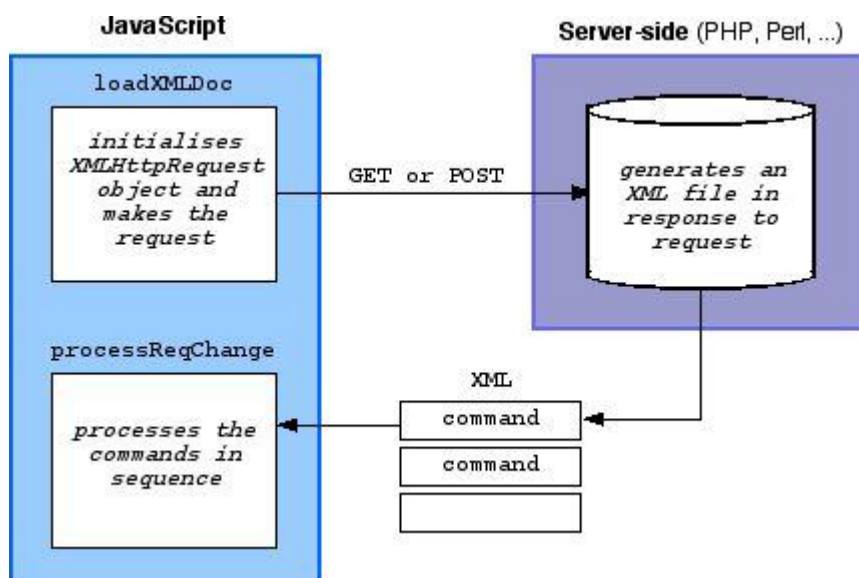 JavaScript
Server-side (PHP, Perl, ...)
loadXMLDoc
initialises
XMLHttpRequest
object and
makes the
request
GET or POST
generates an
XML file in
response to
request
processReqChange
processes the
commands in
sequence
XML
command
command